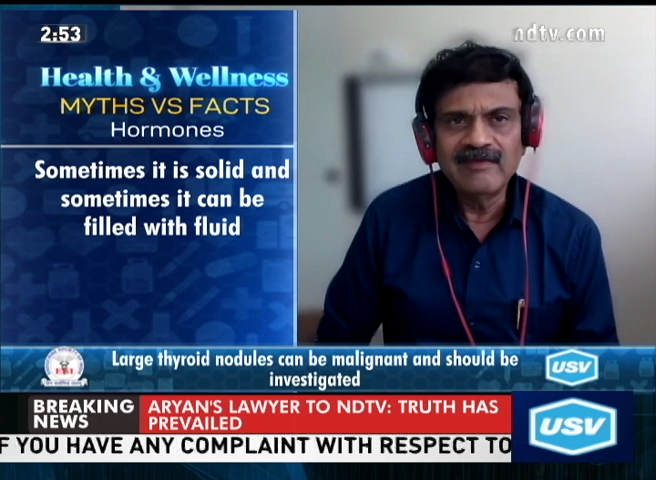 2:53
ndtv.com
Health & Wellness
MYTHS VS FACTS
Hormones
Sometimes it is solid and
sometimes it can be
filled with fluid
Large thyroid nodules can be malignant and should be
investigated
USV
BREAKING
NEWS
ARYAN'S LAWYER TO NDTV: TRUTH HAS
PREVAILED
USV
F YOU HAVE ANY COMPLAINT WITH RESPECT TO